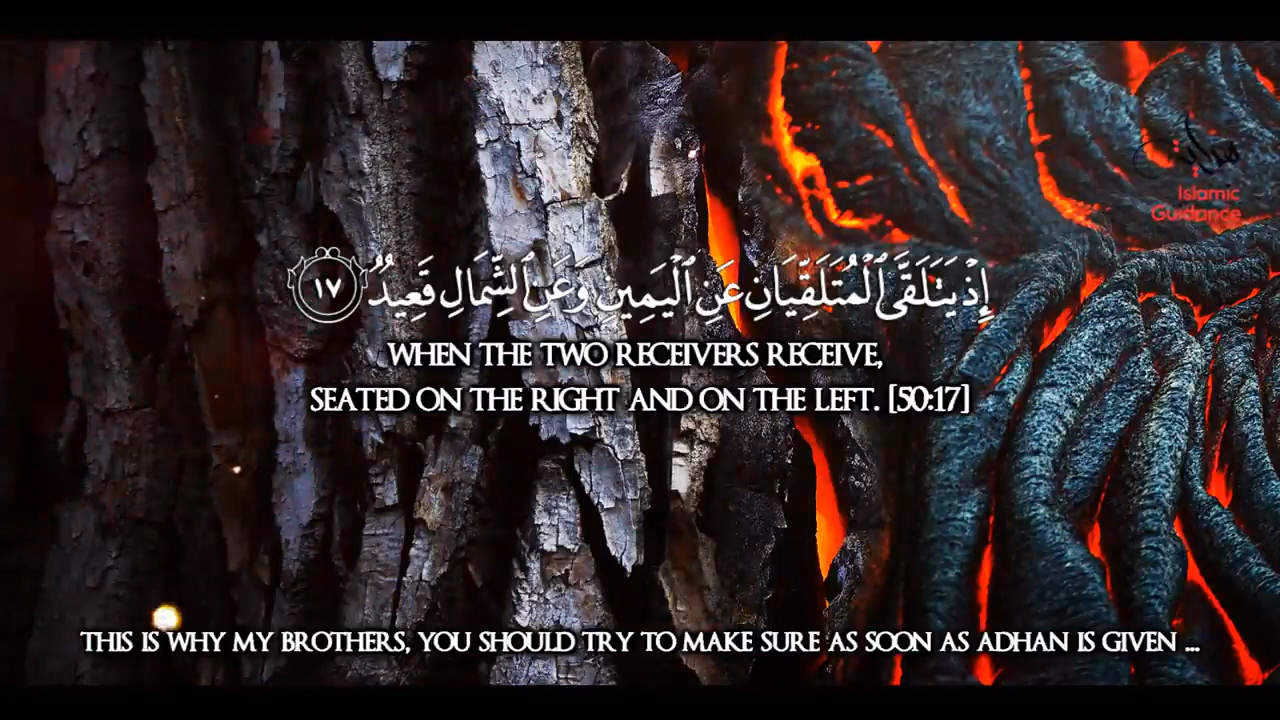 هداية
Islamic
Guidance
إِذْ يَتَلَقَّى ٱلْمُتَلَقِّيَانِ عَنِ ٱلْيَمِينِ وَعَنِ ٱلشِّمَالِ قَعِيدٌ ١٧
WHEN THE TWO RECEIVERS RECEIVE,
SEATED ON THE RIGHT AND ON THE LEFT. [50:17]
THIS IS WHY MY BROTHERS, YOU SHOULD TRY TO MAKE SURE AS SOON AS ADHAN IS GIVEN ...